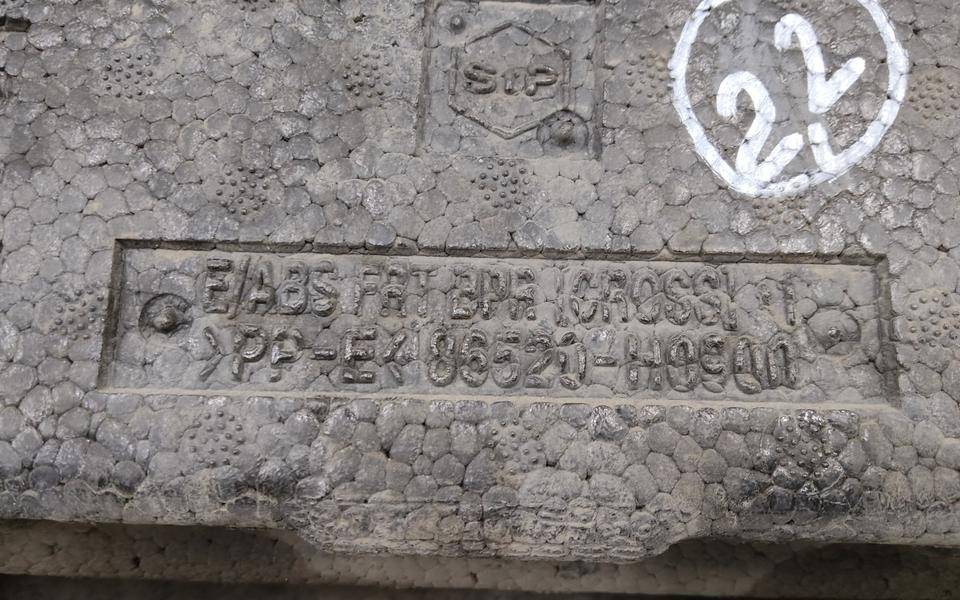 StP
22
E/ABS FRT BPR (CROSS) #1
>PP-E< 86520-H0900